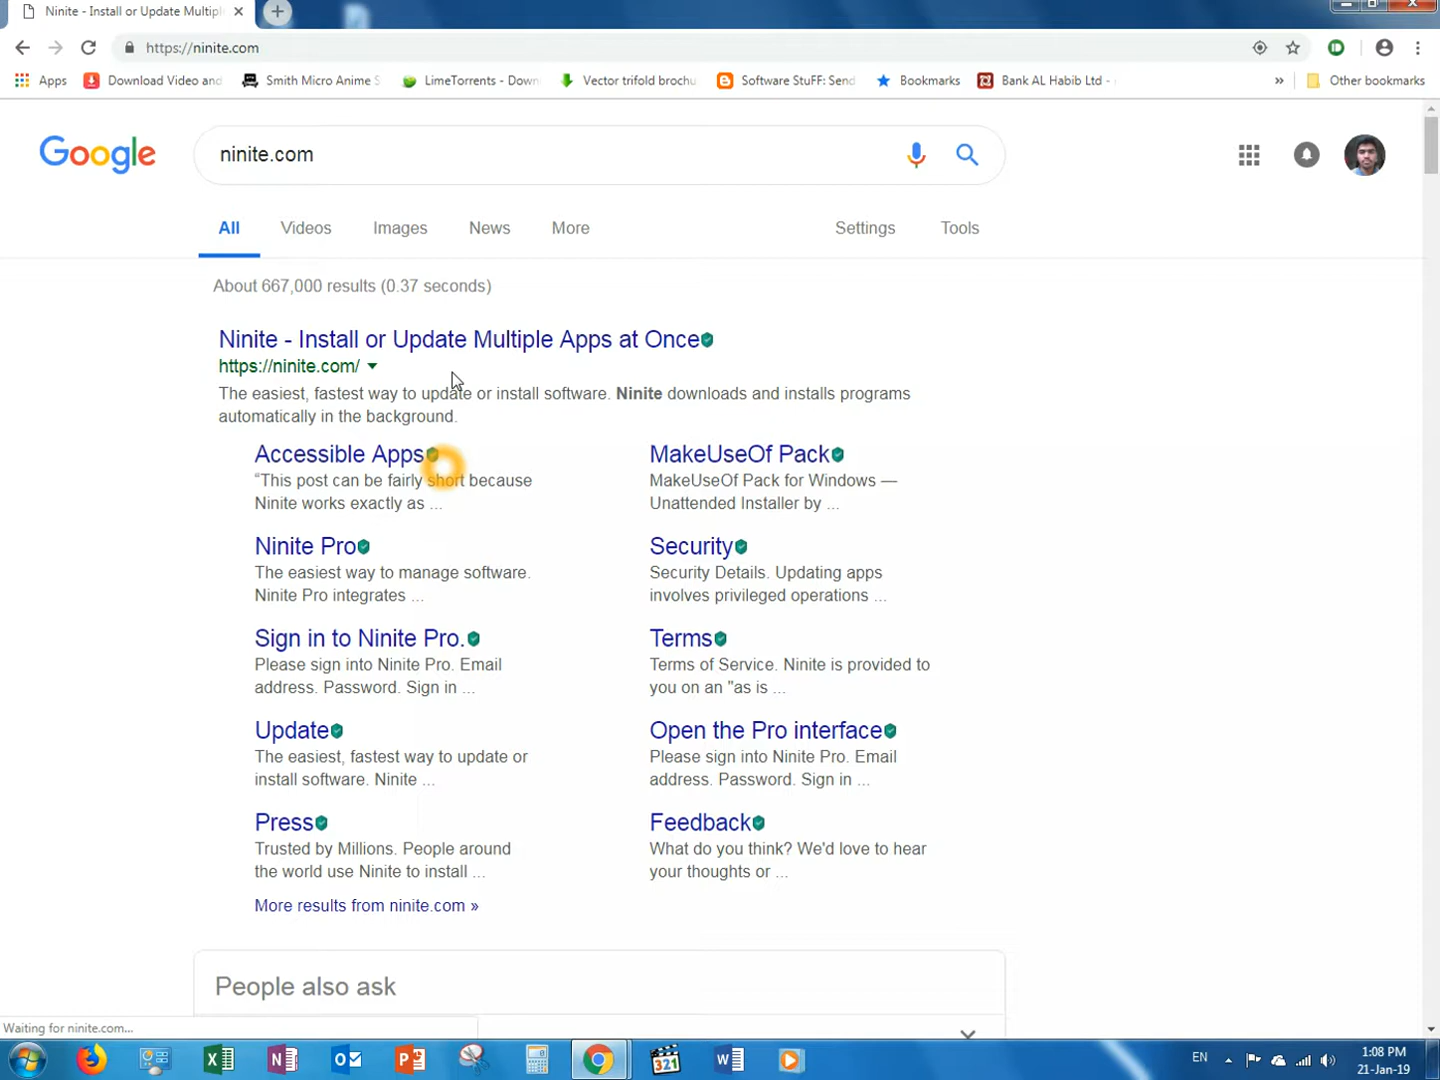 Ninite - Install or Update Multipl
https://ninite.com
Apps
Download Video and
Smith Micro Anime S
LimeTorrents - Down
Vector trifold brochu
Software StuFF: Send
Bookmarks
Bank AL Habib Ltd -
»
Other bookmarks
Google
ninite.com
All
Videos
Images
News
More
Settings
Tools
About 667,000 results (0.37 seconds)
Ninite - Install or Update Multiple Apps at Once
https://ninite.com/
The easiest, fastest way to update or install software. Ninite downloads and installs programs
automatically in the background.
Accessible Apps
“This post can be fairly short because
Ninite works exactly as ...
MakeUseOf Pack
MakeUseOf Pack for Windows —
Unattended Installer by ...
Ninite Pro
The easiest way to manage software.
Ninite Pro integrates ...
Security
Security Details. Updating apps
involves privileged operations ...
Sign in to Ninite Pro.
Please sign into Ninite Pro. Email
address. Password. Sign in ...
Terms
Terms of Service. Ninite is provided to
you on an "as is ...
Update
The easiest, fastest way to update or
install software. Ninite ...
Open the Pro interface
Please sign into Ninite Pro. Email
address. Password. Sign in ...
Press
Trusted by Millions. People around
the world use Ninite to install ...
Feedback
What do you think? We'd love to hear
your thoughts or ...
More results from ninite.com »
People also ask
Waiting for ninite.com...
321
EN
1:08 PM
21-Jan-19